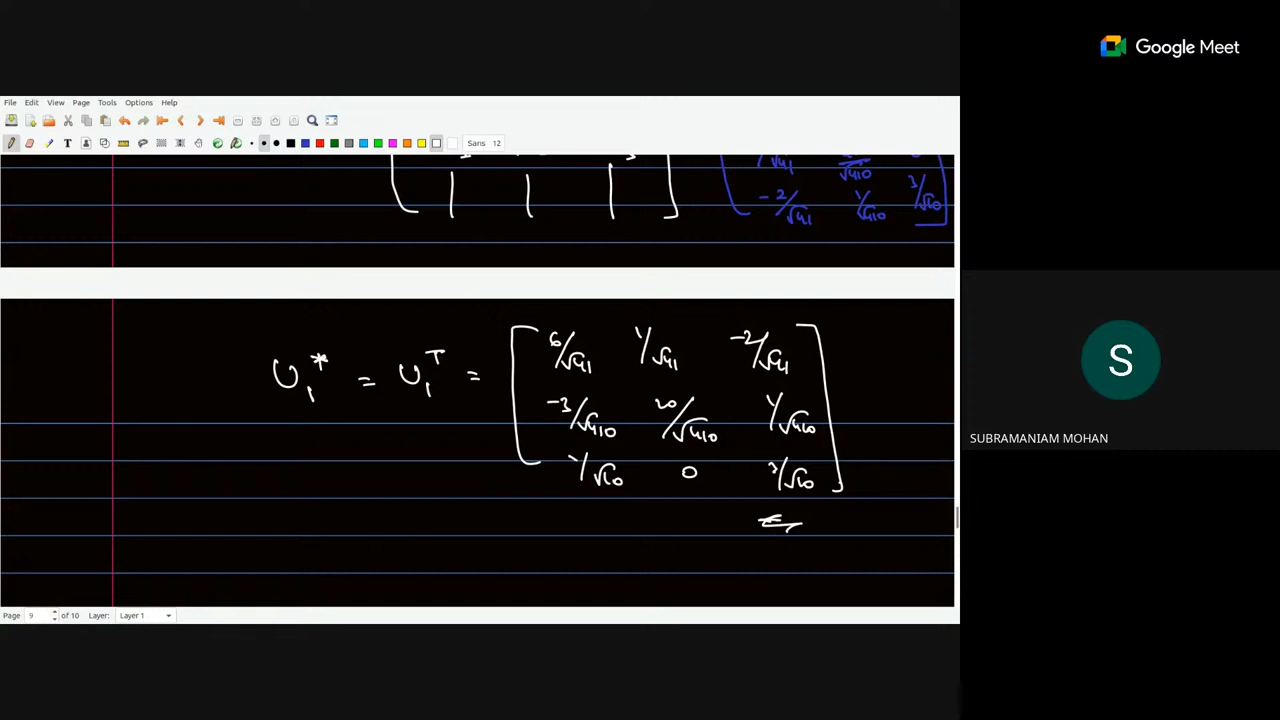 Google Meet
File Edit View Page Tools Options Help
Sans 12
/√41 /√410
-2/√41 1/√410 3/√10
6/√41 1/√41 -2/√41
U₁* = U₁ᵀ =
-3/√410 20/√410 1/√410
1/√10 0 3/√10
SUBRAMANIAM MOHAN
S
Page 9 of 10 Layer: Layer 1